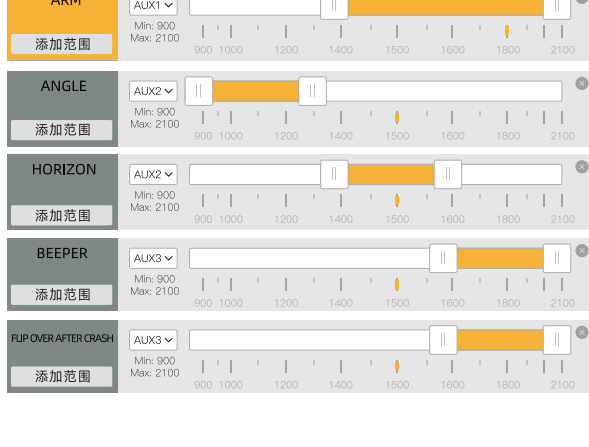 ARM
AUX1
Min: 900
Max: 2100
添加范围
900 1000 1200 1400 1500 1600 1800 2100
ANGLE
AUX2
Min: 900
Max: 2100
添加范围
900 1000 1200 1400 1500 1600 1800 2100
HORIZON
AUX2
Min: 900
Max: 2100
添加范围
900 1000 1200 1400 1500 1600 1800 2100
BEEPER
AUX3
Min: 900
Max: 2100
添加范围
900 1000 1200 1400 1500 1600 1800 2100
FLIP OVER AFTER CRASH
AUX3
Min: 900
Max: 2100
添加范围
900 1000 1200 1400 1500 1600 1800 2100